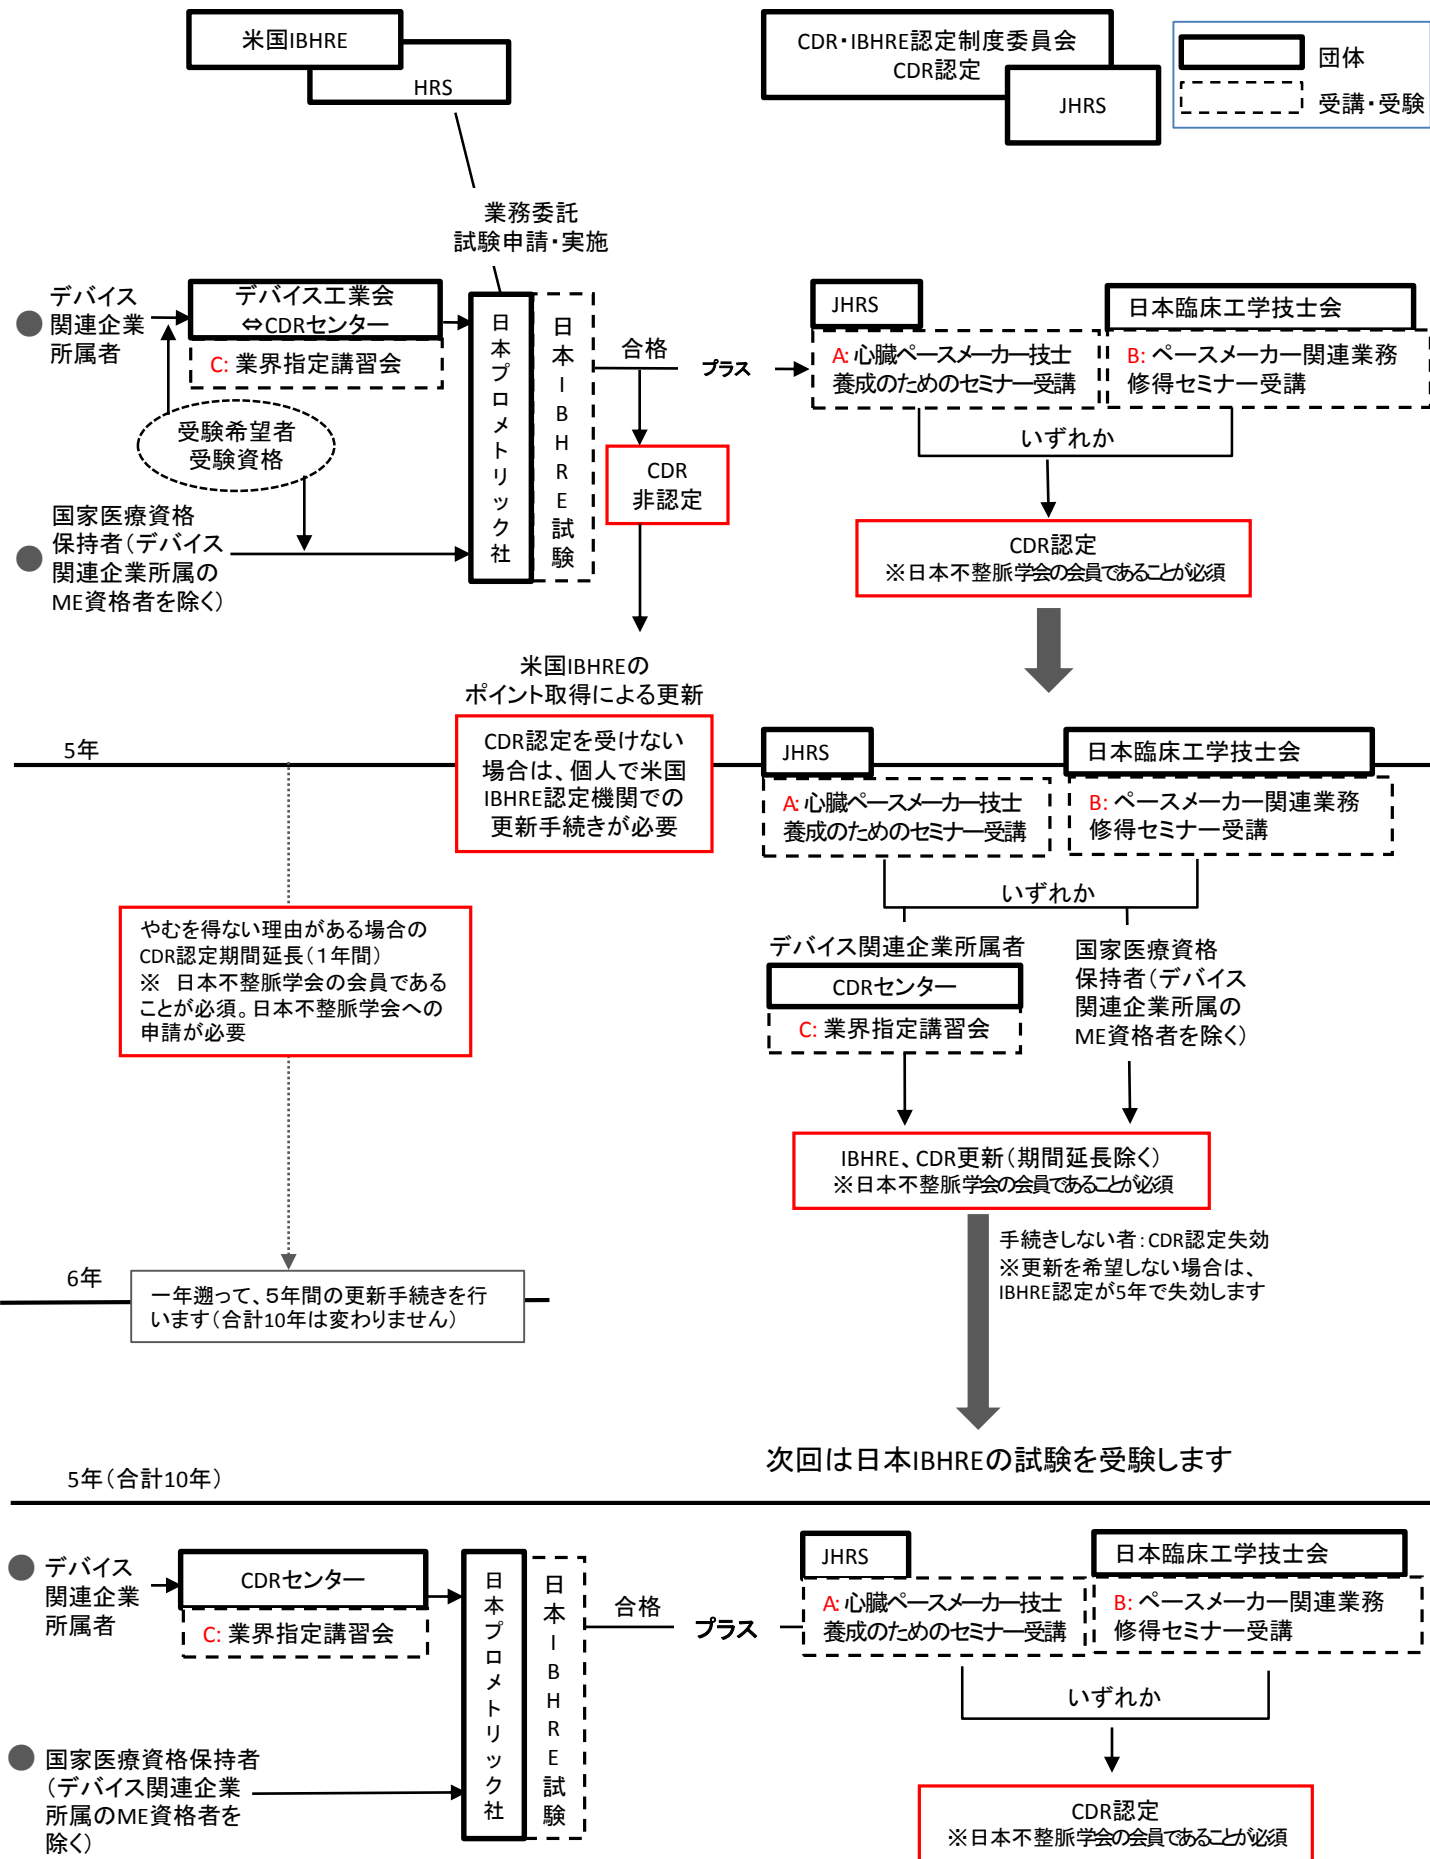 米国IBHRE
HRS
CDR・IBHRE認定制度委員会
CDR認定
JHRS
団体
受講・受験
業務委託
試験申請・実施
デバイス
関連企業
所属者
デバイス工業会
⇔CDRセンター
C: 業界指定講習会
受験希望者
受験資格
国家医療資格
保持者（デバイス
関連企業所属の
ME資格者を除く）
日本プロメトリック社
日本IBHRE試験
合格
プラス
CDR
非認定
JHRS
A: 心臓ペースメーカー技士
養成のためのセミナー受講
日本臨床工学技士会
B: ペースメーカー関連業務
修得セミナー受講
いずれか
CDR認定
※日本不整脈学会の会員であることが必須
米国IBHREの
ポイント取得による更新
5年
CDR認定を受けない
場合は、個人で米国
IBHRE認定機関での
更新手続きが必要
JHRS
A: 心臓ペースメーカー技士
養成のためのセミナー受講
日本臨床工学技士会
B: ペースメーカー関連業務
修得セミナー受講
いずれか
やむを得ない理由がある場合の
CDR認定期間延長（１年間）
※ 日本不整脈学会の会員である
ことが必須。日本不整脈学会への
申請が必要
デバイス関連企業所属者
CDRセンター
C: 業界指定講習会
国家医療資格
保持者（デバイス
関連企業所属の
ME資格者を除く）
IBHRE、CDR更新（期間延長除く）
※日本不整脈学会の会員であることが必須
手続きしない者：CDR認定失効
※更新を希望しない場合は、
IBHRE認定が5年で失効します
6年
一年遡って、５年間の更新手続きを行
います（合計10年は変わりません）
次回は日本IBHREの試験を受験します
5年（合計10年）
デバイス
関連企業
所属者
CDRセンター
C: 業界指定講習会
国家医療資格保持者
（デバイス関連企業
所属のME資格者を
除く）
日本プロメトリック社
日本IBHRE試験
合格
プラス
JHRS
A: 心臓ペースメーカー技士
養成のためのセミナー受講
日本臨床工学技士会
B: ペースメーカー関連業務
修得セミナー受講
いずれか
CDR認定
※日本不整脈学会の会員であることが必須